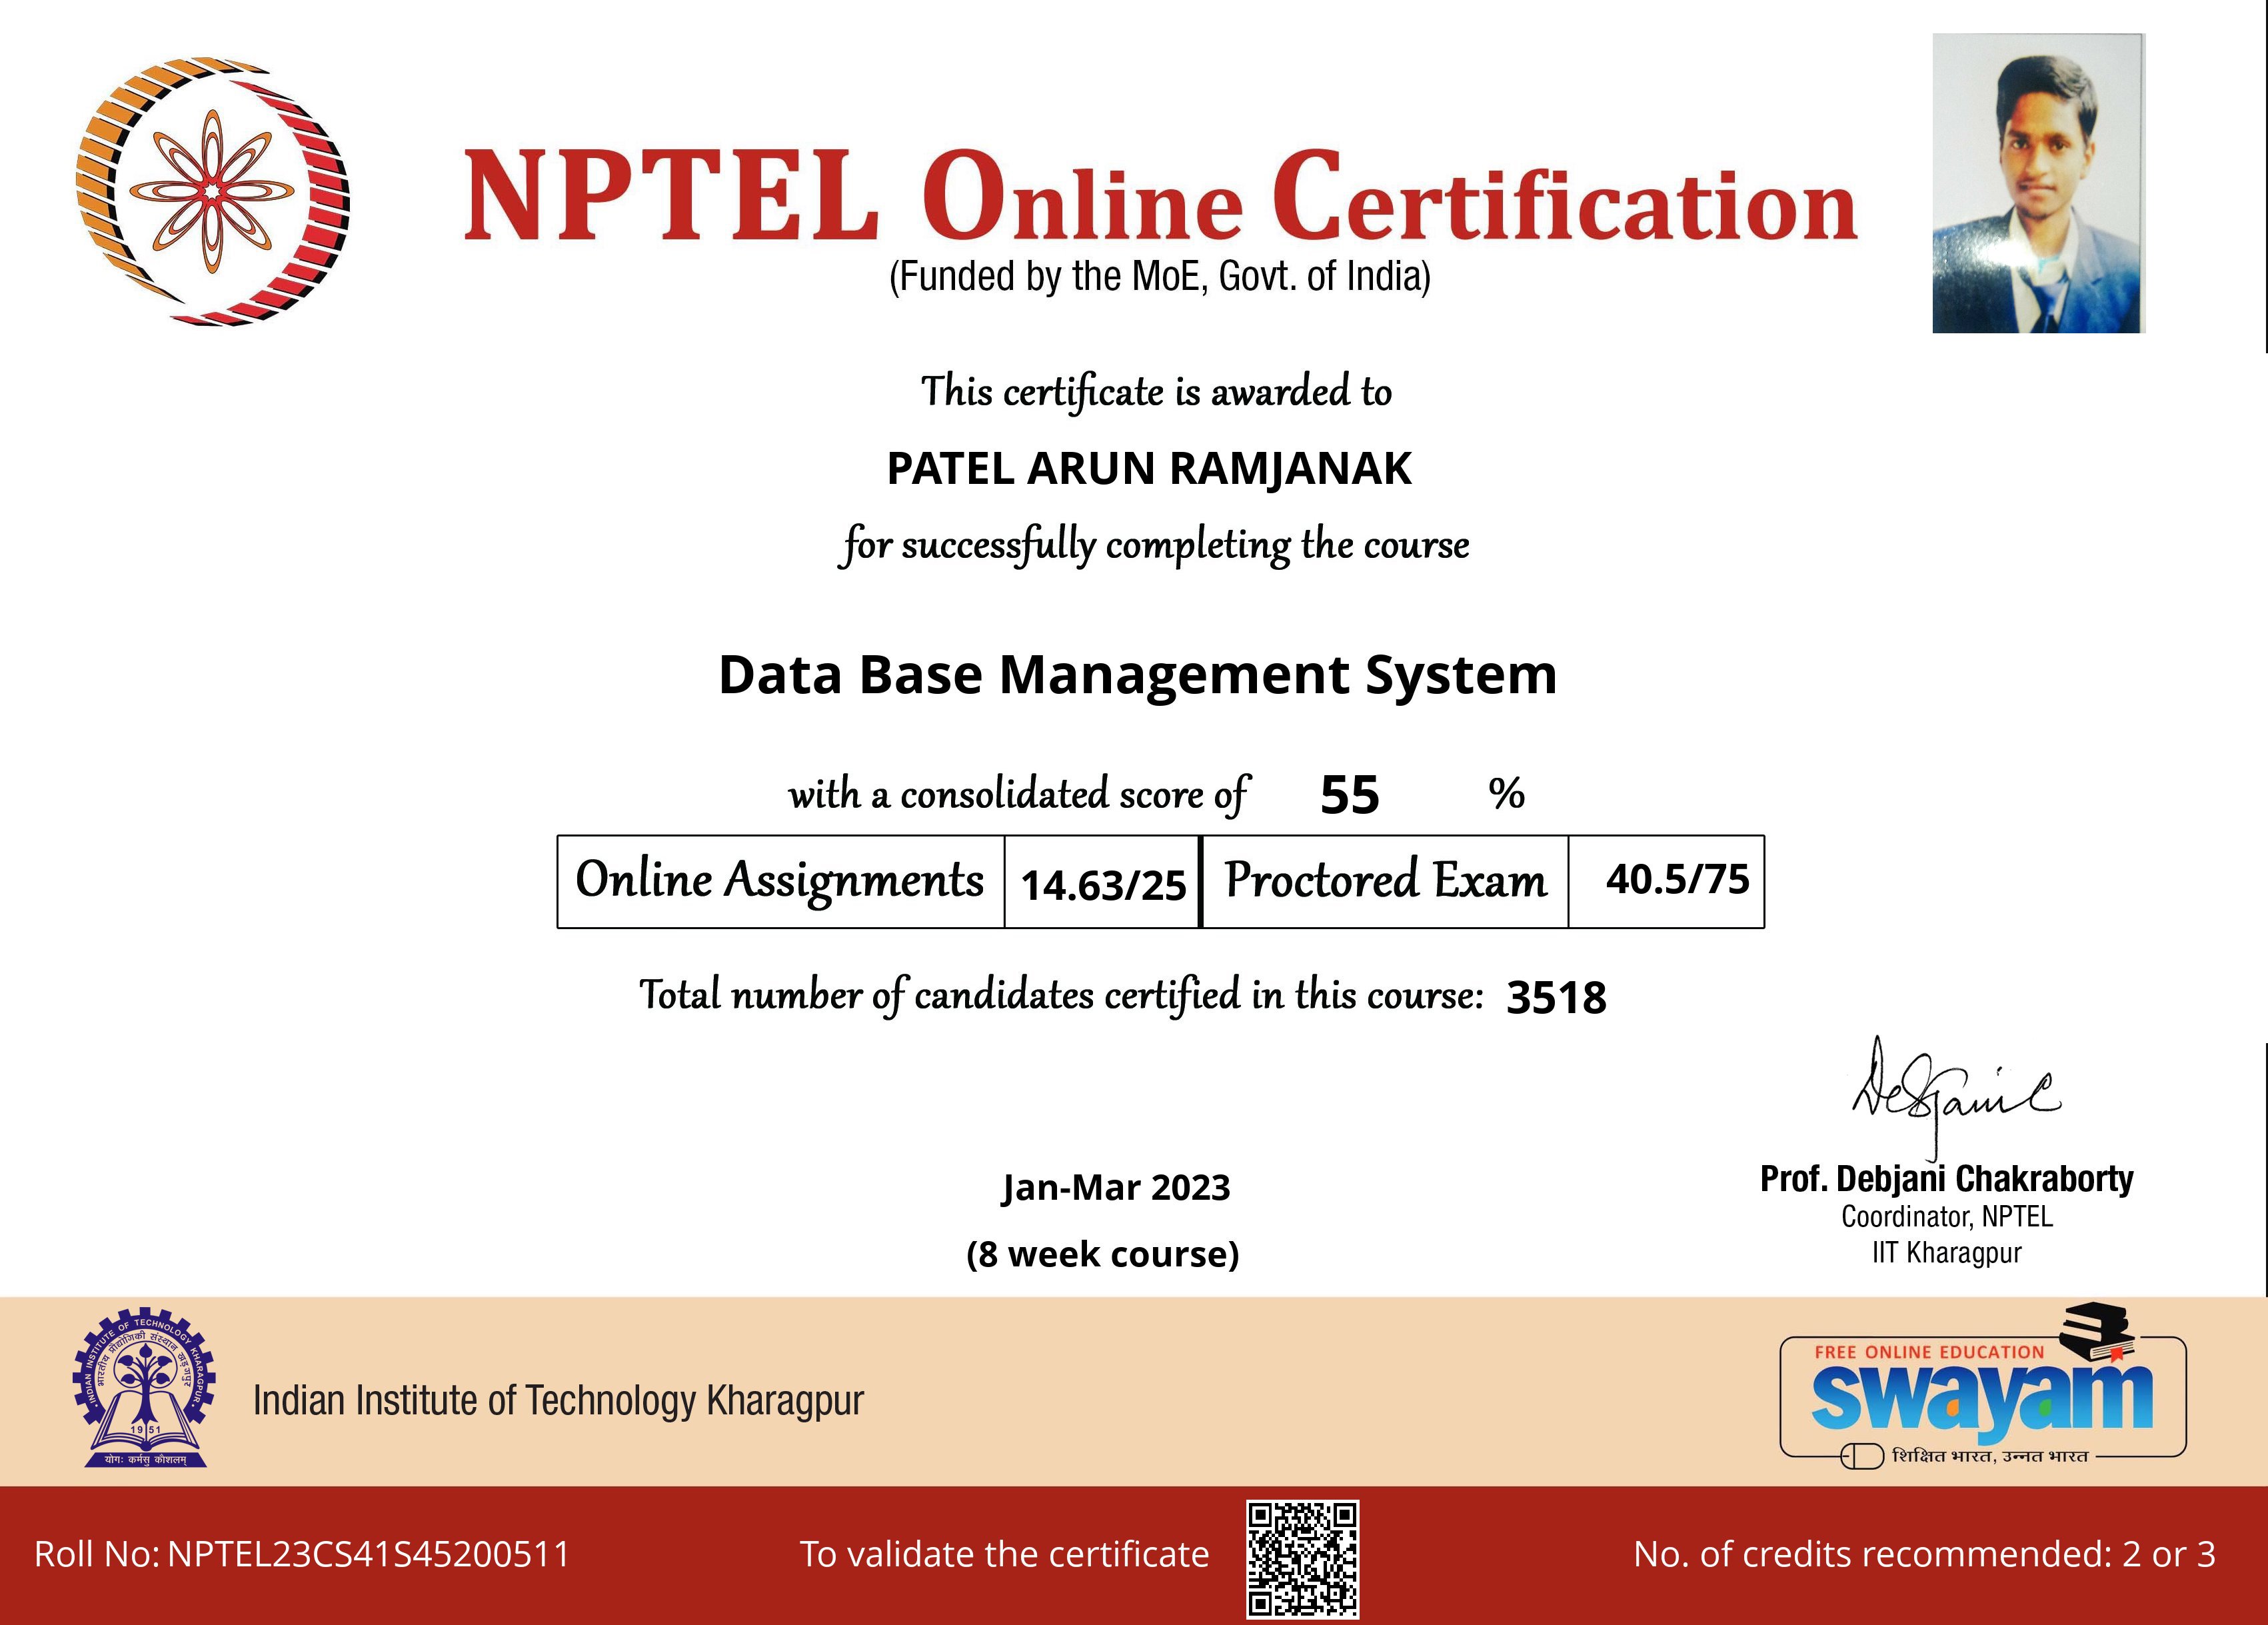 NPTEL Online Certification
(Funded by the MoE, Govt. of India)
This certificate is awarded to
PATEL ARUN RAMJANAK
for successfully completing the course
Data Base Management System
with a consolidated score of 55 %
Online Assignments 14.63/25 Proctored Exam 40.5/75
Total number of candidates certified in this course: 3518
Debjani C
Prof. Debjani Chakraborty
Coordinator, NPTEL
IIT Kharagpur
Jan-Mar 2023
(8 week course)
INDIAN INSTITUTE OF TECHNOLOGY KHARAGPUR
भारतीय प्रौद्योगिकी संस्थान खड़गपुर
1951
योगः कर्मसु कौशलम्
Indian Institute of Technology Kharagpur
FREE ONLINE EDUCATION
swayam
शिक्षित भारत, उन्नत भारत
Roll No: NPTEL23CS41S45200511
To validate the certificate
No. of credits recommended: 2 or 3